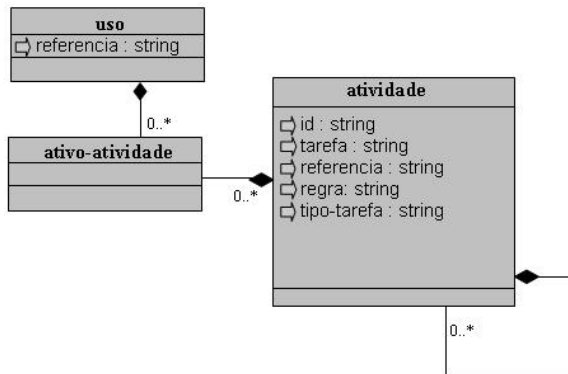 uso
referencia : string
0..*
ativo-atividade
0..*
atividade
id : string
tarefa : string
referencia : string
regra: string
tipo-tarefa : string
0..*